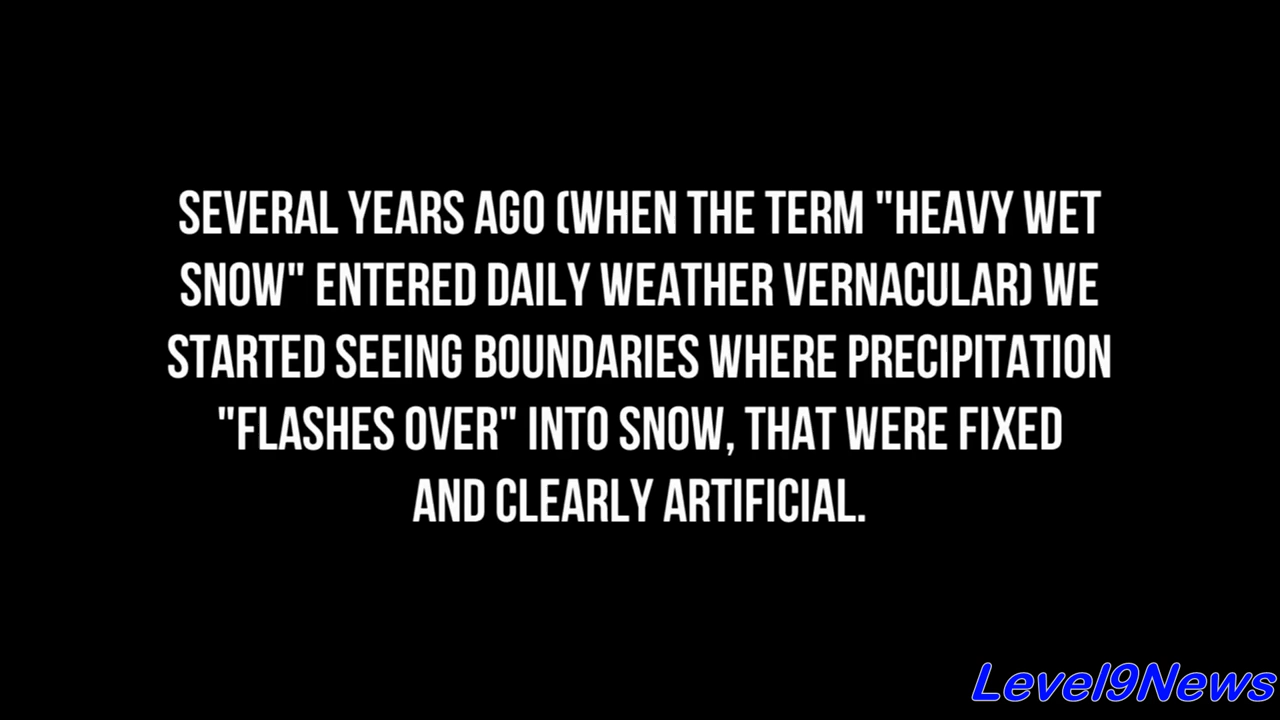 SEVERAL YEARS AGO (WHEN THE TERM "HEAVY WET
SNOW" ENTERED DAILY WEATHER VERNACULAR) WE
STARTED SEEING BOUNDARIES WHERE PRECIPITATION
"FLASHES OVER" INTO SNOW, THAT WERE FIXED
AND CLEARLY ARTIFICIAL.
Level9News